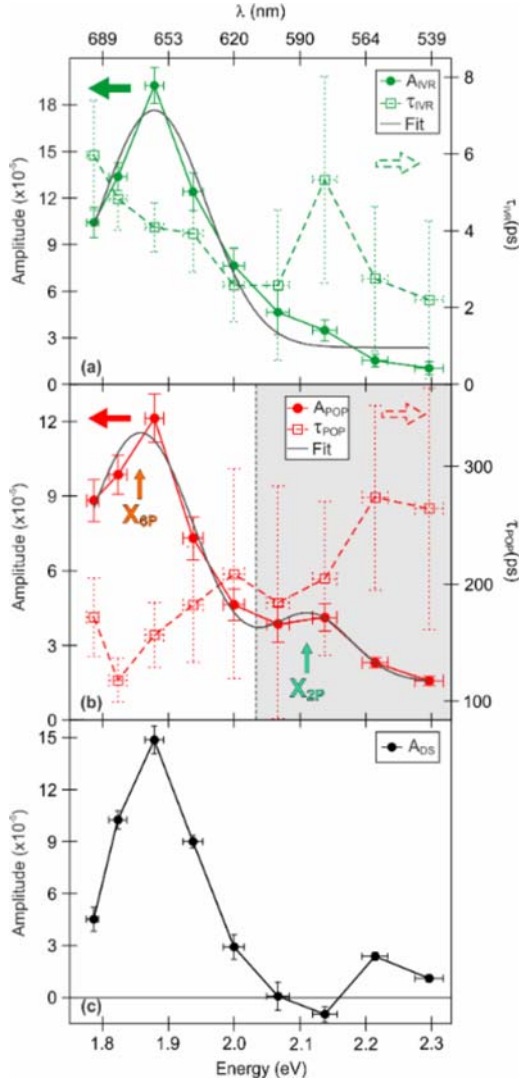 λ (nm)
689 653 620 590 564 539
A_IVR
τ_IVR
Fit
18
15
12
9
6
3
Amplitude (x10⁻⁵)
8
6
4
2
0
τ_IVR(ps)
(a)
A_POP
τ_POP
Fit
12
9
6
3
0
Amplitude (x10⁻⁵)
300
200
100
τ_POP(ps)
X_6P
X_2P
(b)
A_DS
15
12
9
6
3
0
Amplitude (x10⁻⁵)
(c)
1.8 1.9 2.0 2.1 2.2 2.3
Energy (eV)